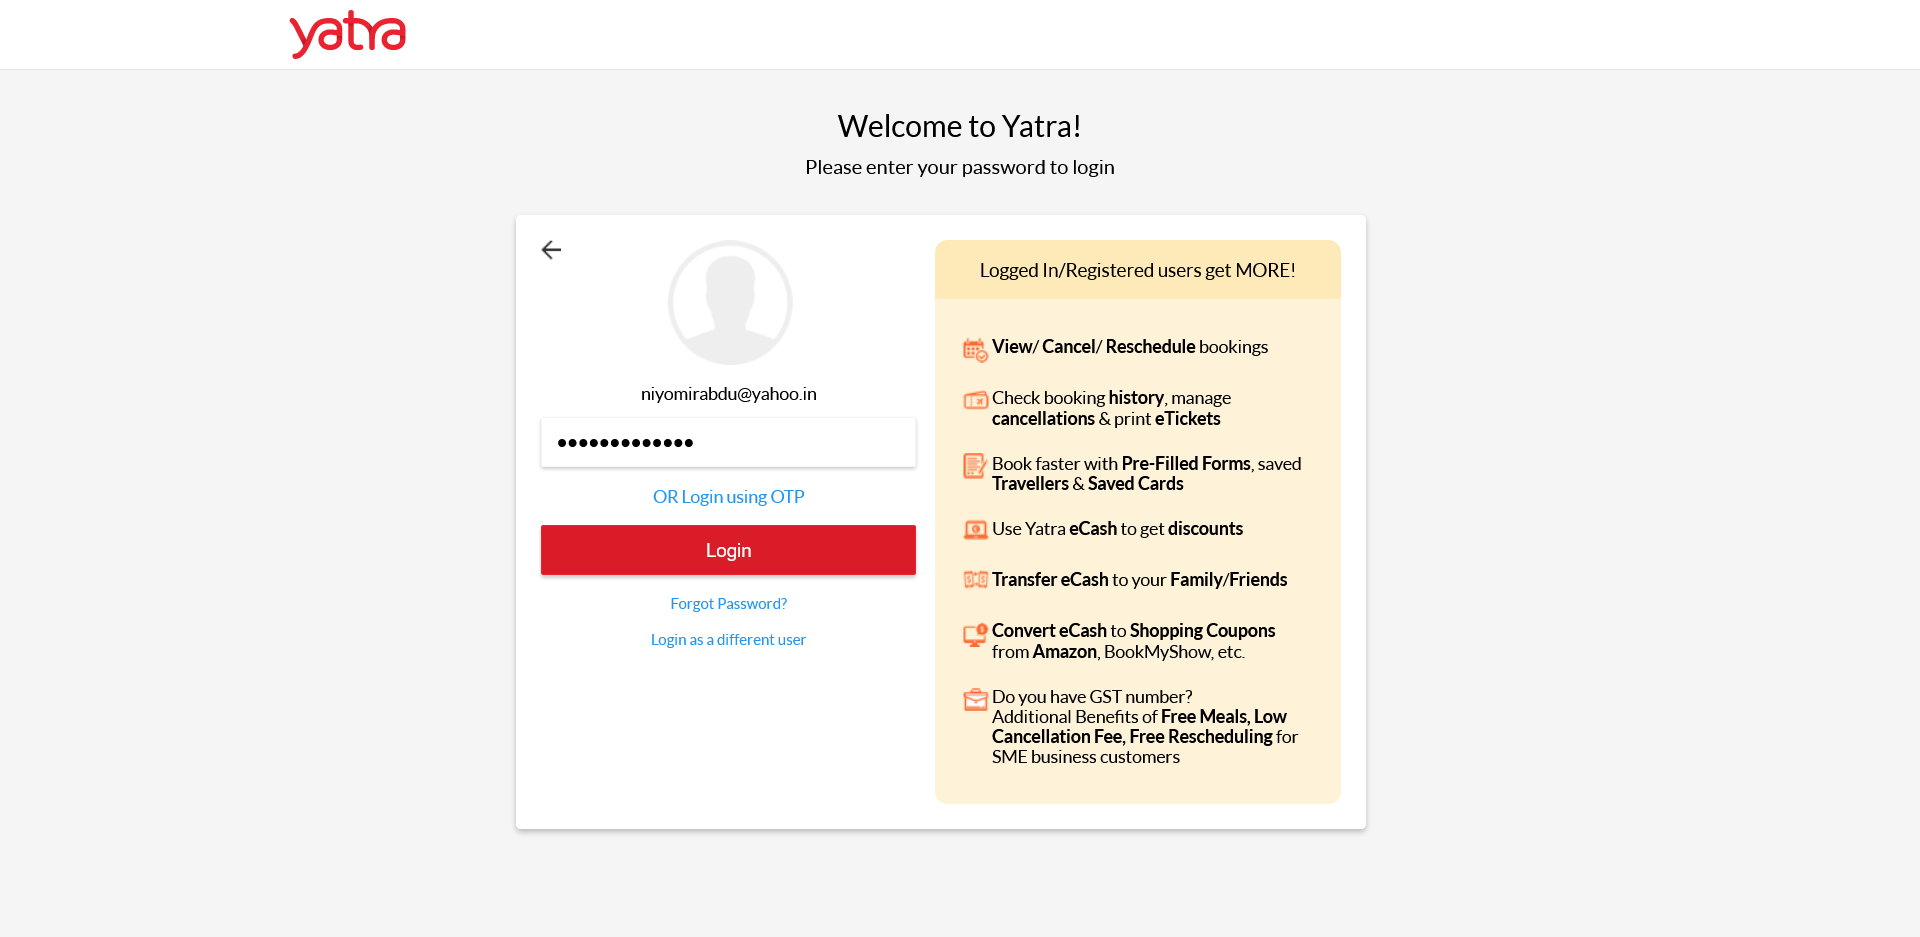 yatra
Welcome to Yatra!
Please enter your password to login
niyomirabdu@yahoo.in
●●●●●●●●●●●●●
OR Login using OTP
Login
Forgot Password?
Login as a different user
Logged In/Registered users get MORE!
View/ Cancel/ Reschedule bookings
Check booking history, manage
cancellations & print eTickets
Book faster with Pre-Filled Forms, saved
Travellers & Saved Cards
Use Yatra eCash to get discounts
Transfer eCash to your Family/Friends
Convert eCash to Shopping Coupons
from Amazon, BookMyShow, etc.
Do you have GST number?
Additional Benefits of Free Meals, Low
Cancellation Fee, Free Rescheduling for
SME business customers